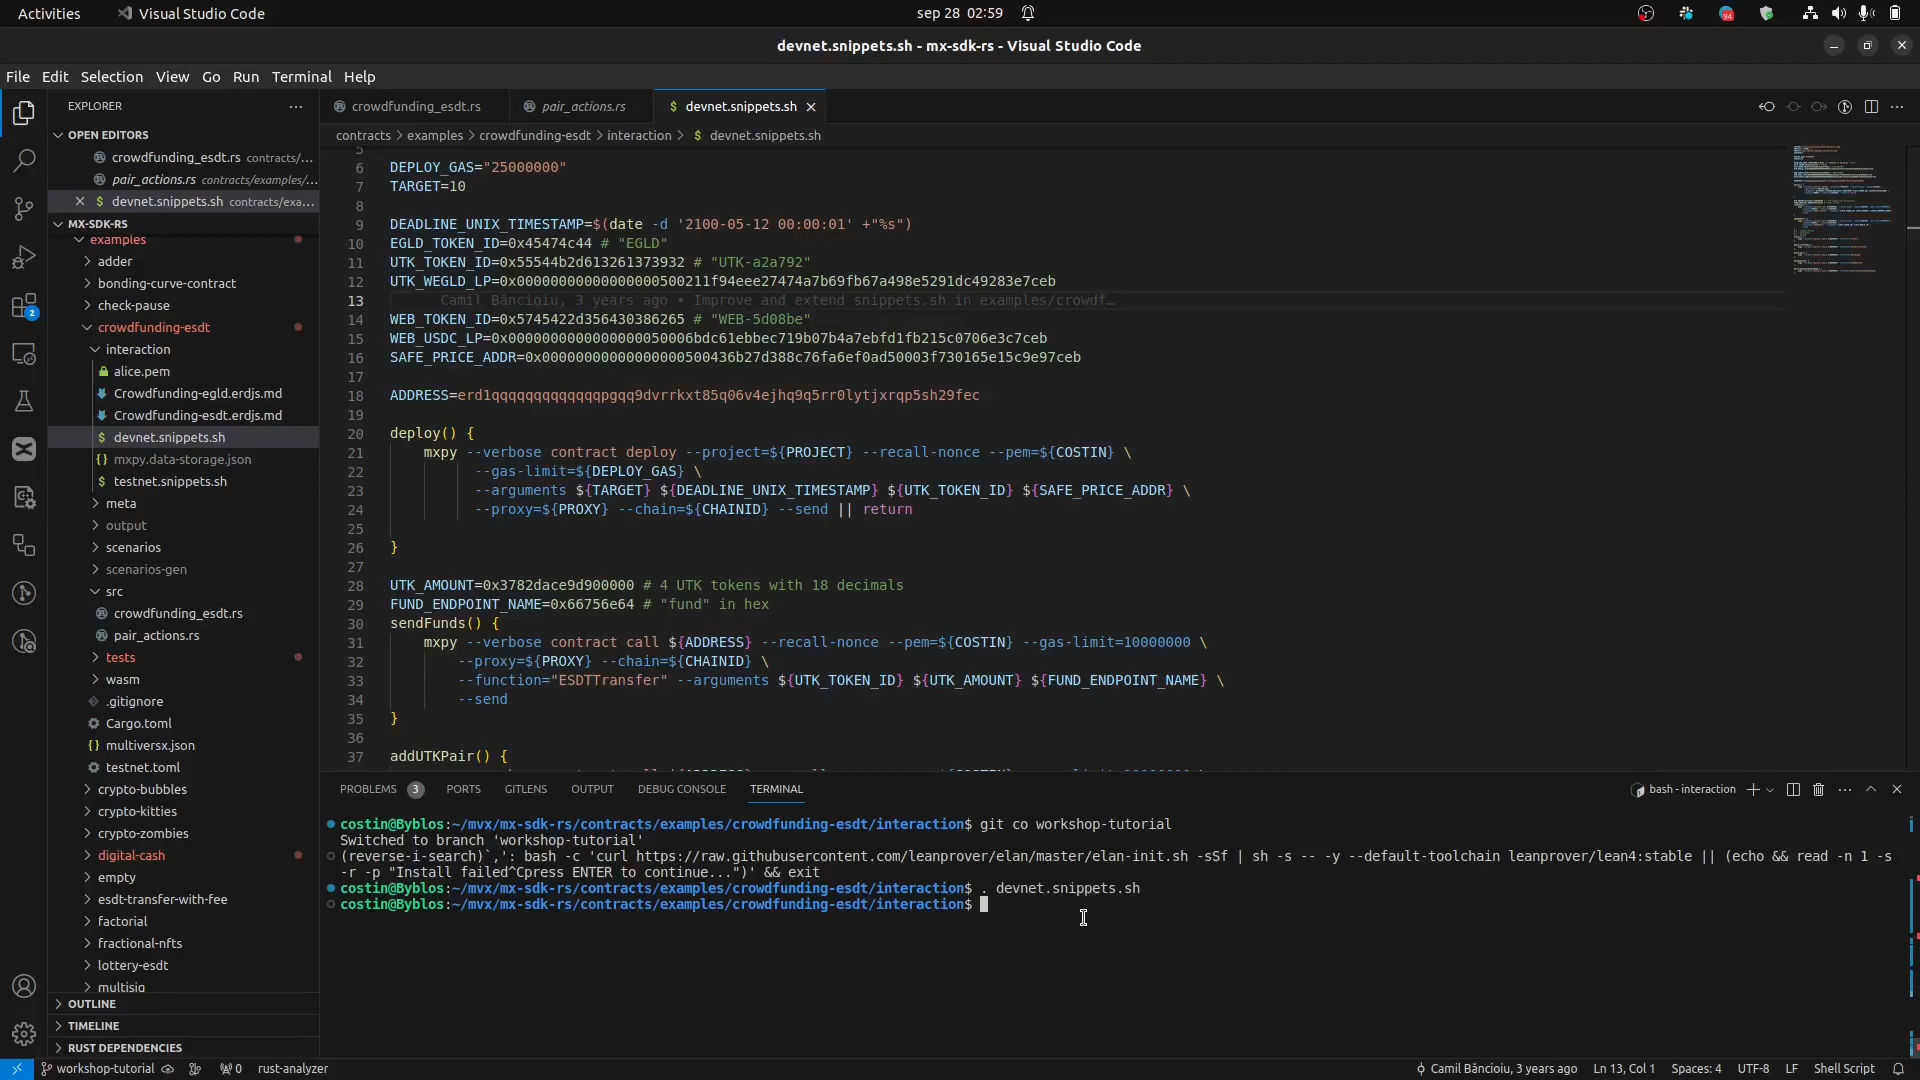 Activities
Visual Studio Code
sep 28 02:59
94
devnet.snippets.sh - mx-sdk-rs - Visual Studio Code
File Edit Selection View Go Run Terminal Help
EXPLORER
OPEN EDITORS
crowdfunding_esdt.rs contracts/...
pair_actions.rs contracts/examples/...
devnet.snippets.sh contracts/exa...
MX-SDK-RS
examples
adder
bonding-curve-contract
check-pause
crowdfunding-esdt
interaction
alice.pem
Crowdfunding-egld.erdjs.md
Crowdfunding-esdt.erdjs.md
$ devnet.snippets.sh
{} mxpy.data-storage.json
$ testnet.snippets.sh
meta
output
scenarios
scenarios-gen
src
crowdfunding_esdt.rs
pair_actions.rs
tests
wasm
.gitignore
Cargo.toml
{} multiversx.json
testnet.toml
crypto-bubbles
crypto-kitties
crypto-zombies
digital-cash
empty
esdt-transfer-with-fee
factorial
fractional-nfts
lottery-esdt
multisig
OUTLINE
TIMELINE
RUST DEPENDENCIES
2
crowdfunding_esdt.rs
pair_actions.rs
$ devnet.snippets.sh
contracts > examples > crowdfunding-esdt > interaction > $ devnet.snippets.sh
5
6 DEPLOY_GAS="25000000"
7 TARGET=10
8
9 DEADLINE_UNIX_TIMESTAMP=$(date -d '2100-05-12 00:00:01' +"%s")
10 EGLD_TOKEN_ID=0x45474c44 # "EGLD"
11 UTK_TOKEN_ID=0x55544b2d613261373932 # "UTK-a2a792"
12 UTK_WEGLD_LP=0x00000000000000000500211f94eee27474a7b69fb67a498e5291dc49283e7ceb
13 Camil Băncioiu, 3 years ago • Improve and extend snippets.sh in examples/crowdf…
14 WEB_TOKEN_ID=0x5745422d356430386265 # "WEB-5d08be"
15 WEB_USDC_LP=0x0000000000000000050006bdc61ebbec719b07b4a7ebfd1fb215c0706e3c7ceb
16 SAFE_PRICE_ADDR=0x00000000000000000500436b27d388c76fa6ef0ad50003f730165e15c9e97ceb
17
18 ADDRESS=erd1qqqqqqqqqqqqqpgqq9dvrrkxt85q06v4ejhq9q5rr0lytjxrqp5sh29fec
19
20 deploy() {
21 mxpy --verbose contract deploy --project=${PROJECT} --recall-nonce --pem=${COSTIN} \
22 --gas-limit=${DEPLOY_GAS} \
23 --arguments ${TARGET} ${DEADLINE_UNIX_TIMESTAMP} ${UTK_TOKEN_ID} ${SAFE_PRICE_ADDR} \
24 --proxy=${PROXY} --chain=${CHAINID} --send || return
25
26 }
27
28 UTK_AMOUNT=0x3782dace9d900000 # 4 UTK tokens with 18 decimals
29 FUND_ENDPOINT_NAME=0x66756e64 # "fund" in hex
30 sendFunds() {
31 mxpy --verbose contract call ${ADDRESS} --recall-nonce --pem=${COSTIN} --gas-limit=10000000 \
32 --proxy=${PROXY} --chain=${CHAINID} \
33 --function="ESDTTransfer" --arguments ${UTK_TOKEN_ID} ${UTK_AMOUNT} ${FUND_ENDPOINT_NAME} \
34 --send
35 }
36
37 addUTKPair() {
PROBLEMS 3 PORTS GITLENS OUTPUT DEBUG CONSOLE TERMINAL
bash - interaction
costin@Byblos:~/mvx/mx-sdk-rs/contracts/examples/crowdfunding-esdt/interaction$ git co workshop-tutorial
Switched to branch 'workshop-tutorial'
(reverse-i-search)`,': bash -c 'curl https://raw.githubusercontent.com/leanprover/elan/master/elan-init.sh -sSf | sh -s -- -y --default-toolchain leanprover/lean4:stable || (echo && read -n 1 -s
-r -p "Install failed^Cpress ENTER to continue...")' && exit
costin@Byblos:~/mvx/mx-sdk-rs/contracts/examples/crowdfunding-esdt/interaction$ . devnet.snippets.sh
costin@Byblos:~/mvx/mx-sdk-rs/contracts/examples/crowdfunding-esdt/interaction$
workshop-tutorial
0
rust-analyzer
Camil Băncioiu, 3 years ago
Ln 13, Col 1
Spaces: 4
UTF-8
LF
Shell Script